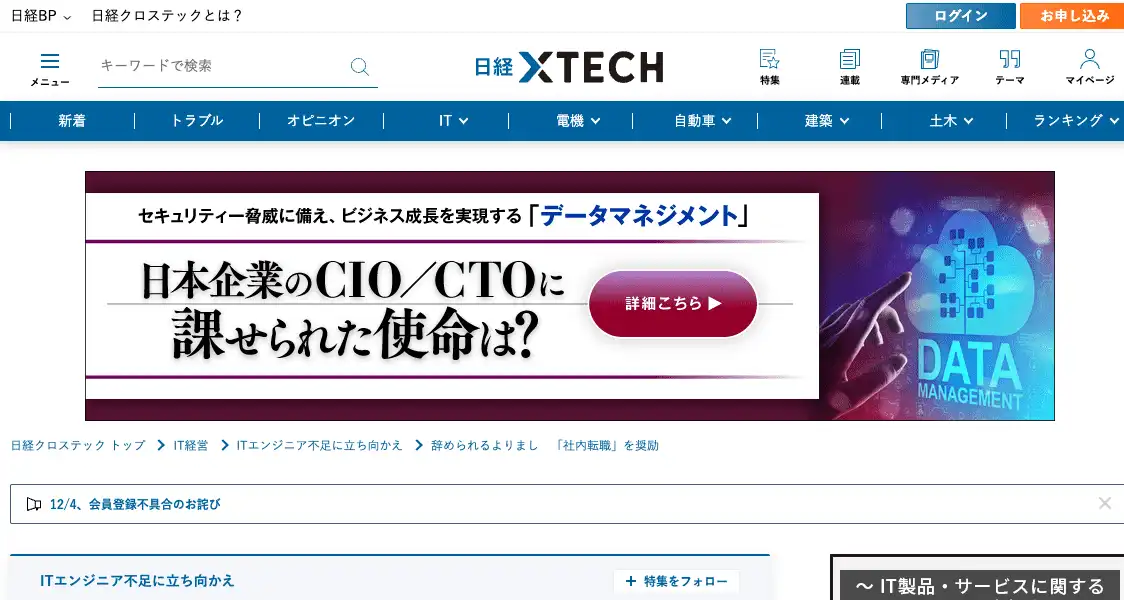 日経BP
日経クロステックとは？
ログイン
お申し込み
メニュー
キーワードで検索
日経XTECH
特集
連載
専門メディア
テーマ
マイページ
新着
トラブル
オピニオン
IT
電機
自動車
建築
土木
ランキング
セキュリティー脅威に備え、ビジネス成長を実現する「データマネジメント」
日本企業のCIO／CTOに
課せられた使命は?
詳細こちら ▶
DATA
MANAGEMENT
日経クロステック トップ > IT経営 > ITエンジニア不足に立ち向かえ > 辞められるよりまし 「社内転職」を奨励
12/4、会員登録不具合のお詫び
ITエンジニア不足に立ち向かえ
+ 特集をフォロー
～ IT製品・サービスに関する